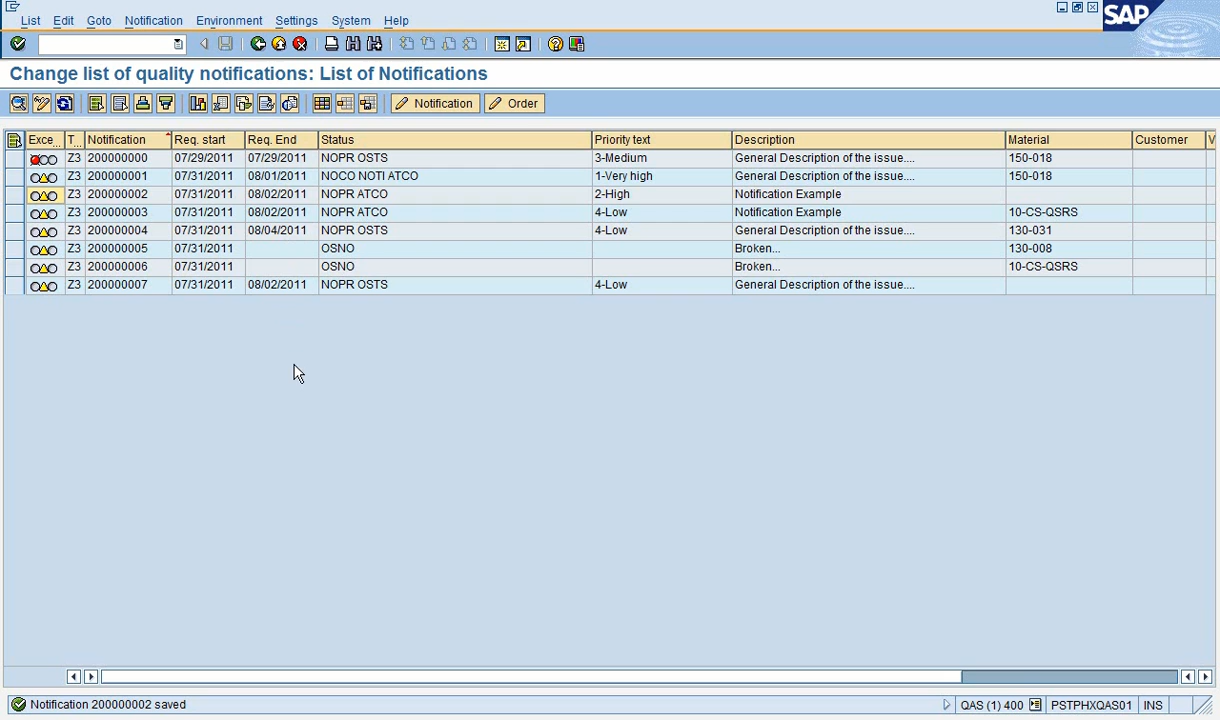 List Edit Goto Notification Environment Settings System Help
SAP
Change list of quality notifications: List of Notifications
Notification Order
Exce... T... Notification Req. start Req. End Status Priority text Description Material Customer V
Z3 200000000 07/29/2011 07/29/2011 NOPR OSTS 3-Medium General Description of the issue.... 150-018
Z3 200000001 07/31/2011 08/01/2011 NOCO NOTI ATCO 1-Very high General Description of the issue.... 150-018
Z3 200000002 07/31/2011 08/02/2011 NOPR ATCO 2-High Notification Example
Z3 200000003 07/31/2011 08/02/2011 NOPR ATCO 4-Low Notification Example 10-CS-QSRS
Z3 200000004 07/31/2011 08/04/2011 NOPR OSTS 4-Low General Description of the issue.... 130-031
Z3 200000005 07/31/2011 OSNO Broken... 130-008
Z3 200000006 07/31/2011 OSNO Broken... 10-CS-QSRS
Z3 200000007 07/31/2011 08/02/2011 NOPR OSTS 4-Low General Description of the issue....
Notification 200000002 saved QAS (1) 400 PSTPHXQAS01 INS